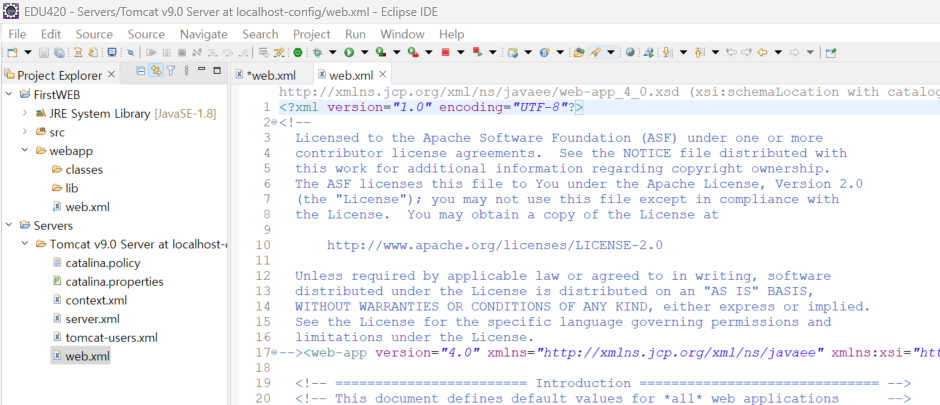 EDU420 - Servers/Tomcat v9.0 Server at localhost-config/web.xml - Eclipse IDE
File Edit Source Source Navigate Search Project Run Window Help
Project Explorer
*web.xml web.xml
FirstWEB
JRE System Library [JavaSE-1.8]
src
webapp
classes
lib
web.xml
Servers
Tomcat v9.0 Server at localhost-
catalina.policy
catalina.properties
context.xml
server.xml
tomcat-users.xml
web.xml
http://xmlns.jcp.org/xml/ns/javaee/web-app_4_0.xsd (xsi:schemaLocation with catalog
1 <?xml version="1.0" encoding="UTF-8"?>
2 <!--
3 Licensed to the Apache Software Foundation (ASF) under one or more
4 contributor license agreements.  See the NOTICE file distributed with
5 this work for additional information regarding copyright ownership.
6 The ASF licenses this file to You under the Apache License, Version 2.0
7 (the "License"); you may not use this file except in compliance with
8 the License.  You may obtain a copy of the License at
9
10 http://www.apache.org/licenses/LICENSE-2.0
11
12 Unless required by applicable law or agreed to in writing, software
13 distributed under the License is distributed on an "AS IS" BASIS,
14 WITHOUT WARRANTIES OR CONDITIONS OF ANY KIND, either express or implied.
15 See the License for the specific language governing permissions and
16 limitations under the License.
17 --><web-app version="4.0" xmlns="http://xmlns.jcp.org/xml/ns/javaee" xmlns:xsi="htt
18
19 <!-- ======================== Introduction ============================== -->
20 <!-- This document defines default values for *all* web applications      -->